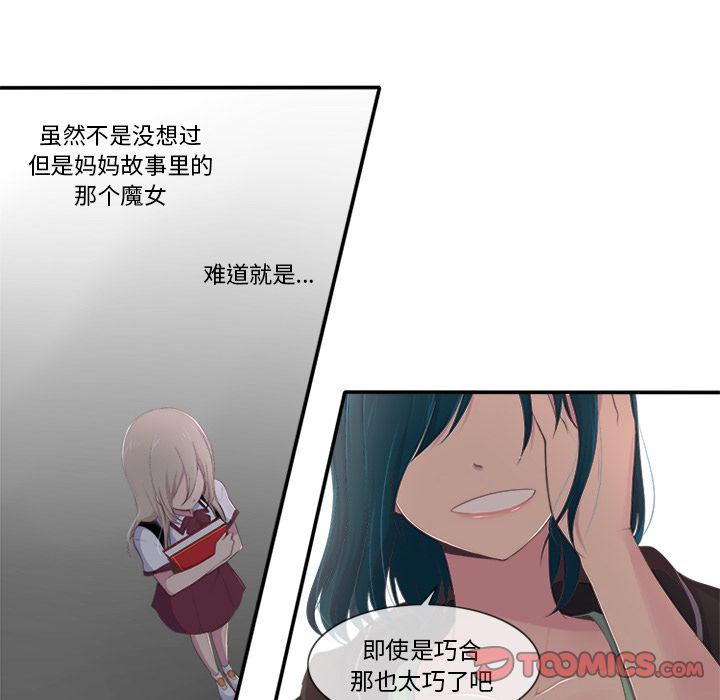 虽然不是没想过
但是妈妈故事里的
那个魔女
难道就是...
即使是巧合
那也太巧了吧
TOOMICS.COM